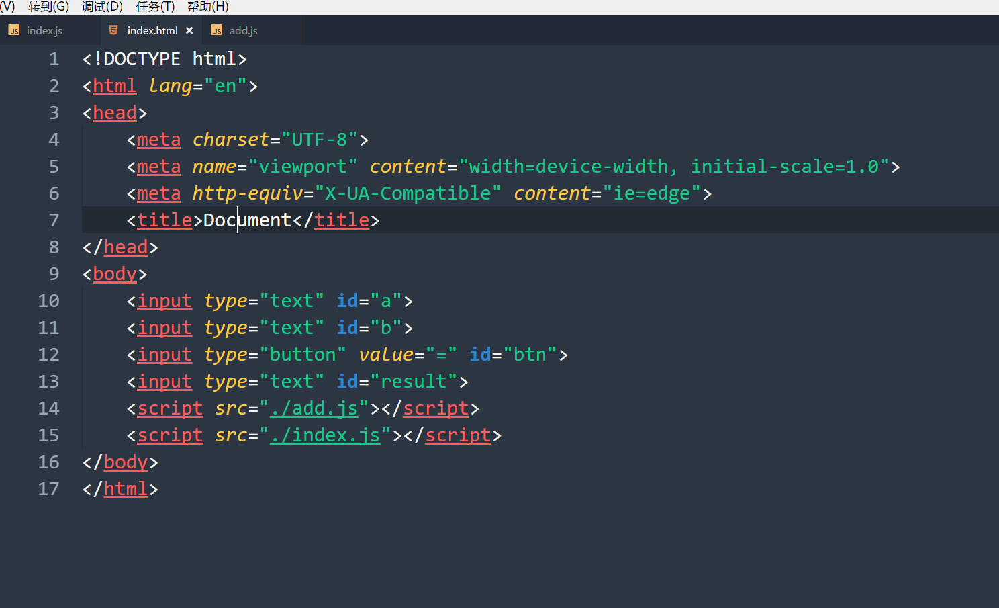 (V) 转到(G) 调试(D) 任务(T) 帮助(H)
JS index.js index.html × JS add.js
1 <!DOCTYPE html>
2 <html lang="en">
3 <head>
4 <meta charset="UTF-8">
5 <meta name="viewport" content="width=device-width, initial-scale=1.0">
6 <meta http-equiv="X-UA-Compatible" content="ie=edge">
7 <title>Document</title>
8 </head>
9 <body>
10 <input type="text" id="a">
11 <input type="text" id="b">
12 <input type="button" value="=" id="btn">
13 <input type="text" id="result">
14 <script src="./add.js"></script>
15 <script src="./index.js"></script>
16 </body>
17 </html>